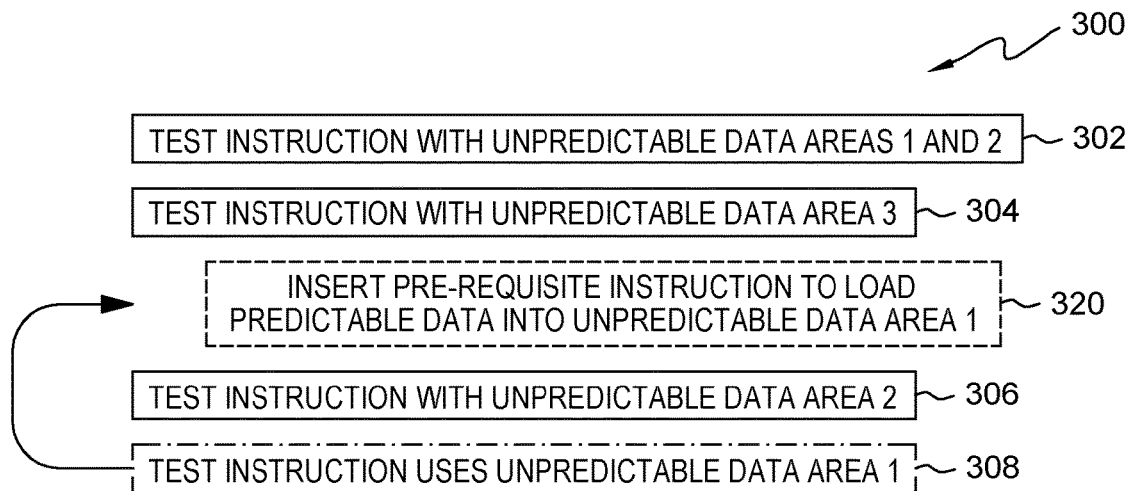 300
TEST INSTRUCTION WITH UNPREDICTABLE DATA AREAS 1 AND 2 302
TEST INSTRUCTION WITH UNPREDICTABLE DATA AREA 3 304
INSERT PRE-REQUISITE INSTRUCTION TO LOAD
PREDICTABLE DATA INTO UNPREDICTABLE DATA AREA 1 320
TEST INSTRUCTION WITH UNPREDICTABLE DATA AREA 2 306
TEST INSTRUCTION USES UNPREDICTABLE DATA AREA 1 308